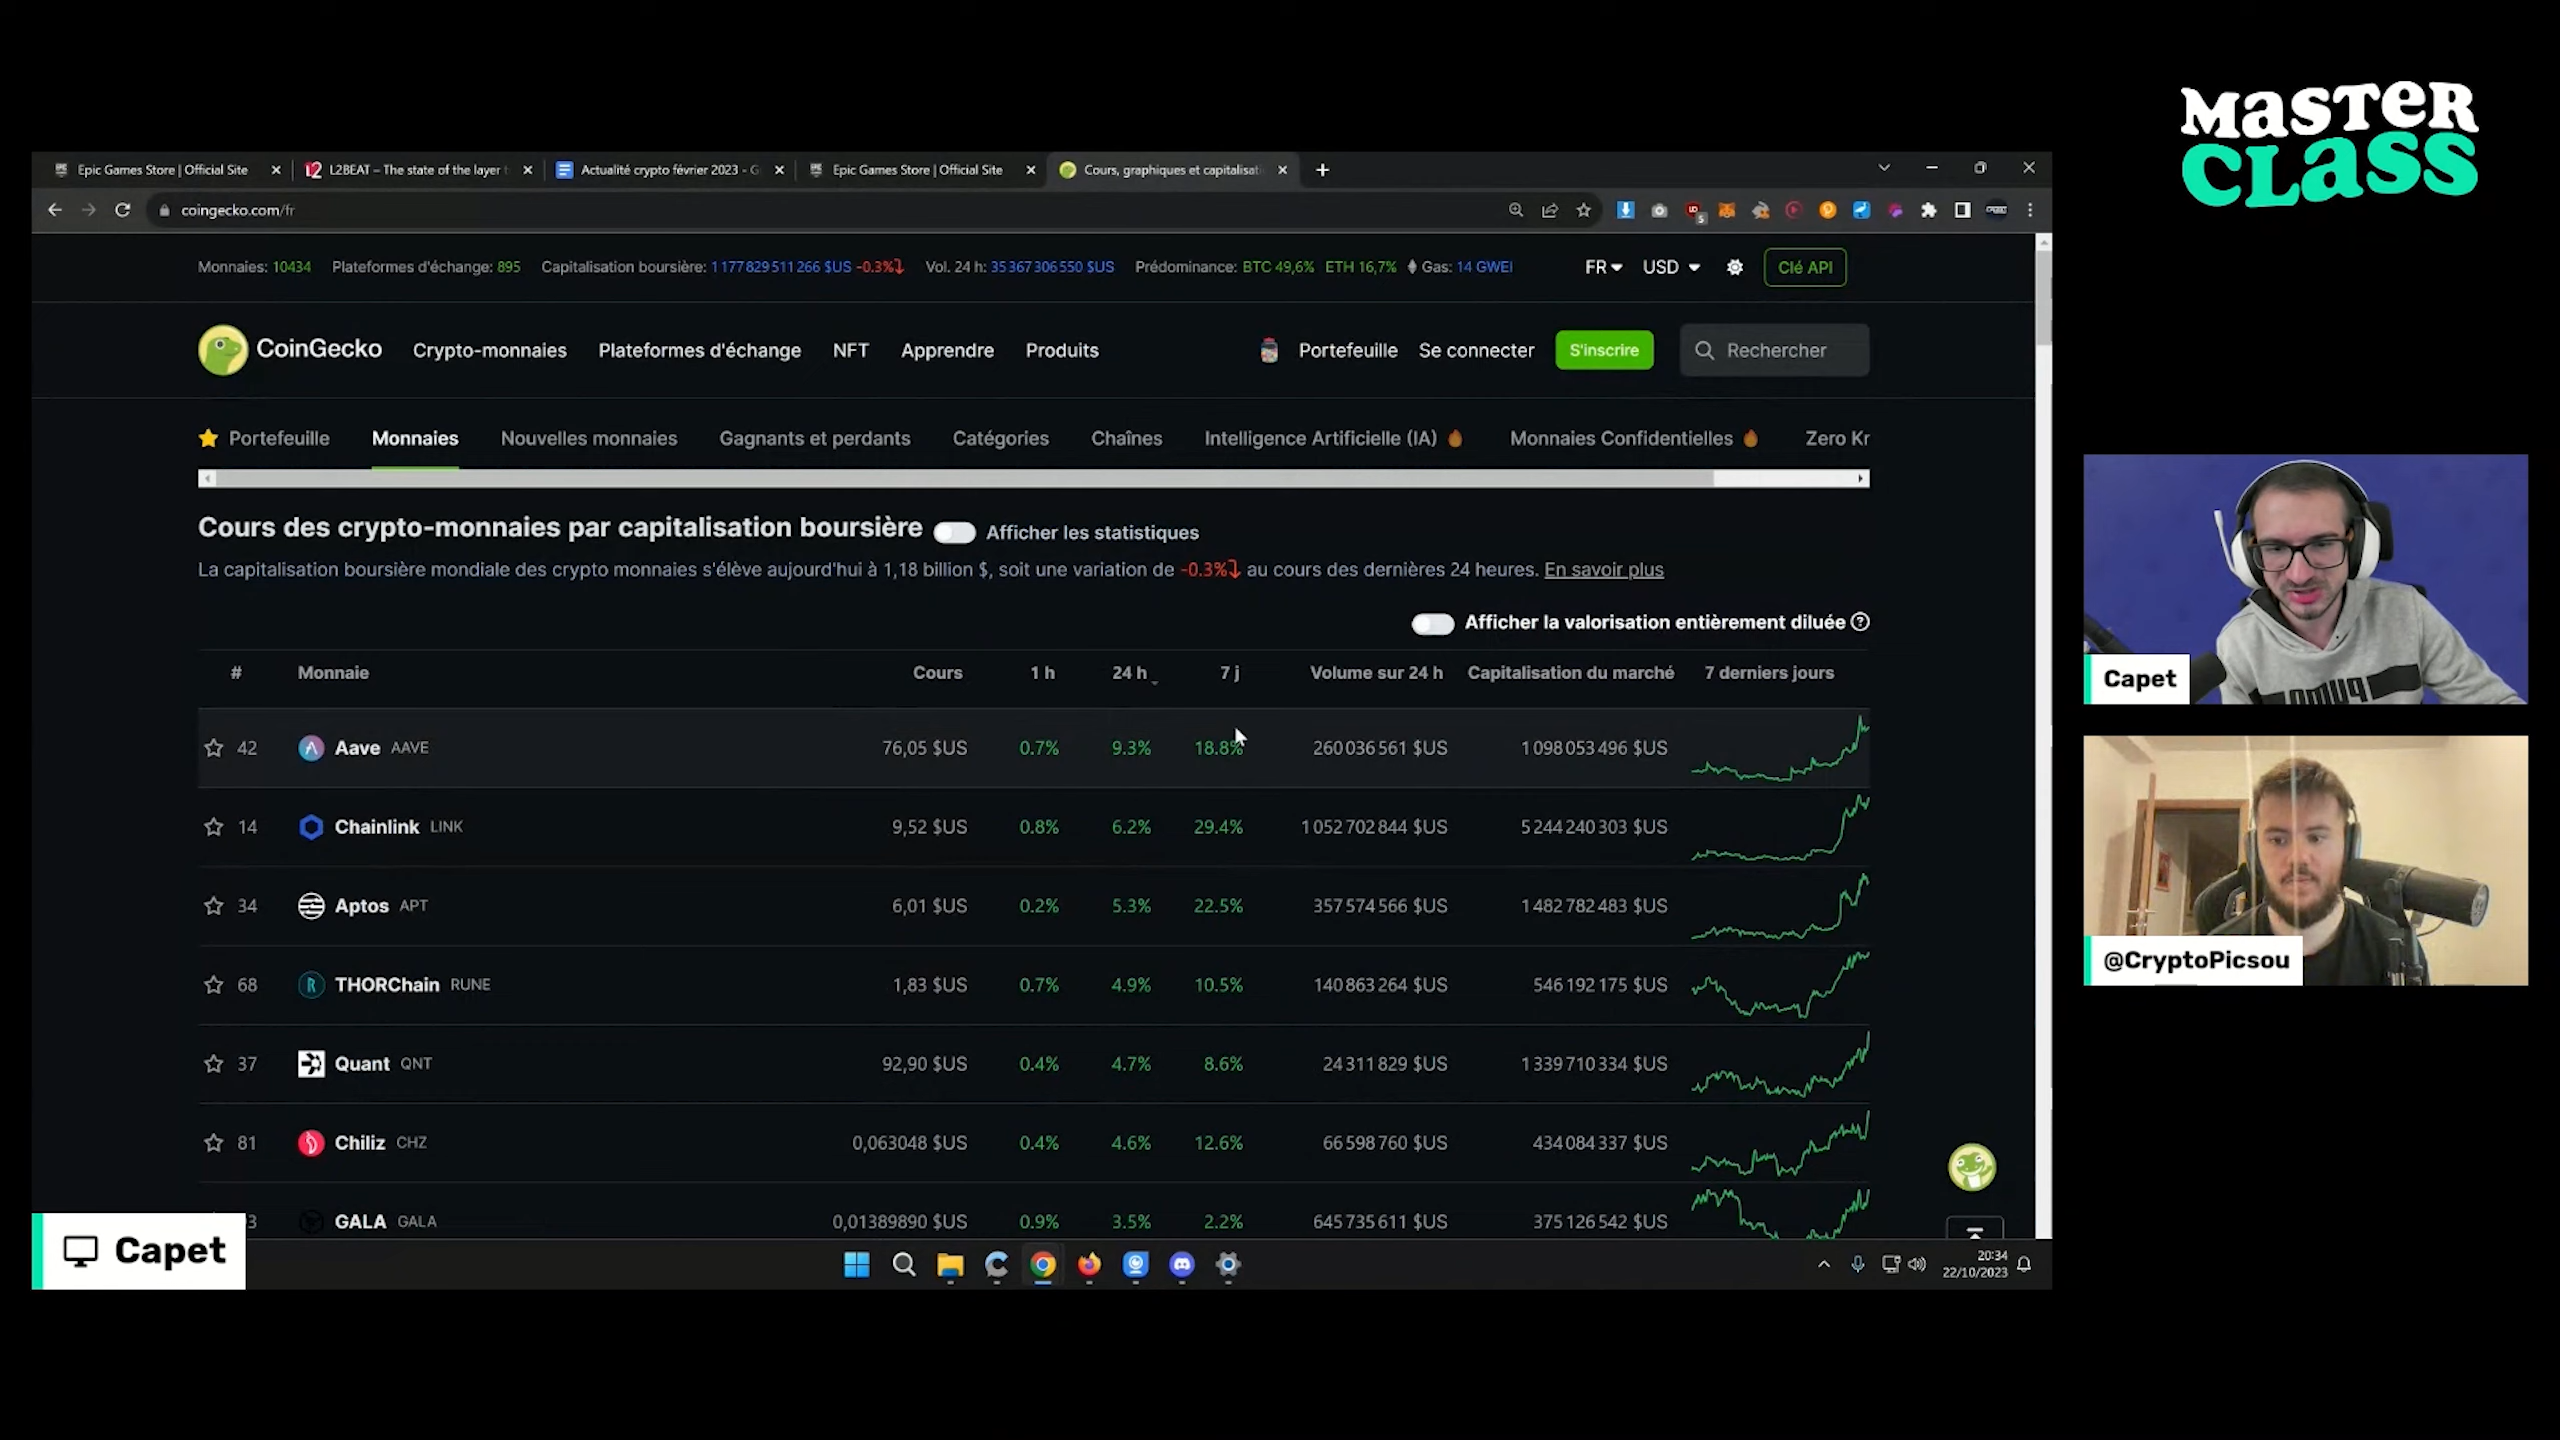 MasTer
CLass
Epic Games Store | Official Site
L2BEAT – The state of the layer
Actualité crypto février 2023 - G
Epic Games Store | Official Site
Cours, graphiques et capitalisat
coingecko.com/fr
Monnaies: 10434 Plateformes d'échange: 895 Capitalisation boursière: 1 177 829 511 266 $US -0.3% Vol. 24 h: 35 367 306 550 $US Prédominance: BTC 49,6% ETH 16,7% Gas: 14 GWEI FR USD Clé API
CoinGecko Crypto-monnaies Plateformes d'échange NFT Apprendre Produits Portefeuille Se connecter S'inscrire Rechercher
Portefeuille Monnaies Nouvelles monnaies Gagnants et perdants Catégories Chaînes Intelligence Artificielle (IA) Monnaies Confidentielles Zero Kr
Cours des crypto-monnaies par capitalisation boursière Afficher les statistiques
La capitalisation boursière mondiale des crypto monnaies s'élève aujourd'hui à 1,18 billion $, soit une variation de -0.3% au cours des dernières 24 heures. En savoir plus
Afficher la valorisation entièrement diluée
# Monnaie Cours 1 h 24 h 7 j Volume sur 24 h Capitalisation du marché 7 derniers jours
42 Aave AAVE 76,05 $US 0.7% 9.3% 18.8% 260 036 561 $US 1 098 053 496 $US
14 Chainlink LINK 9,52 $US 0.8% 6.2% 29.4% 1 052 702 844 $US 5 244 240 303 $US
34 Aptos APT 6,01 $US 0.2% 5.3% 22.5% 357 574 566 $US 1 482 782 483 $US
68 THORChain RUNE 1,83 $US 0.7% 4.9% 10.5% 140 863 264 $US 546 192 175 $US
37 Quant QNT 92,90 $US 0.4% 4.7% 8.6% 24 311 829 $US 1 339 710 334 $US
81 Chiliz CHZ 0,063048 $US 0.4% 4.6% 12.6% 66 598 760 $US 434 084 337 $US
3 GALA GALA 0,01389890 $US 0.9% 3.5% 2.2% 645 735 611 $US 375 126 542 $US
Capet
20:34
22/10/2023
Capet
@CryptoPicsou